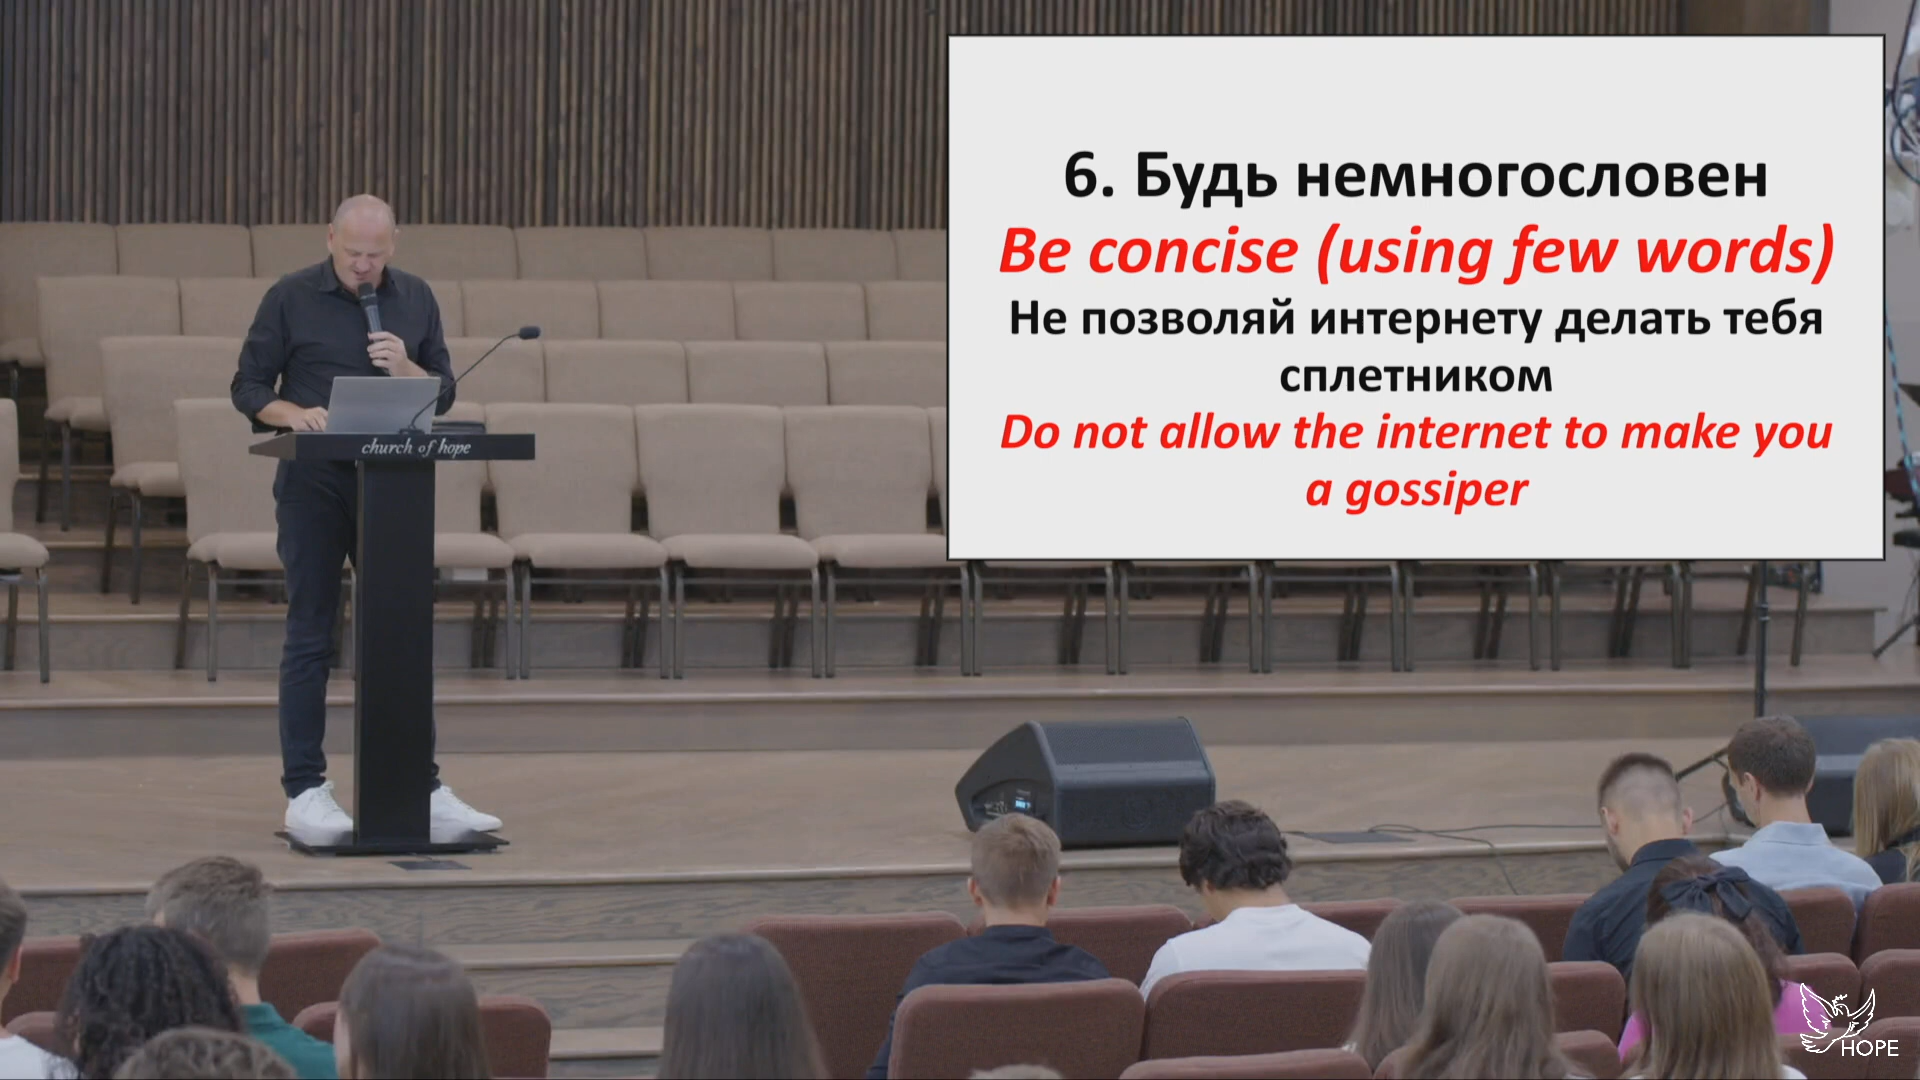 6. Будь немногословен
Be concise (using few words)
Не позволяй интернету делать тебя
сплетником
Do not allow the internet to make you
a gossiper
church of hope
HOPE